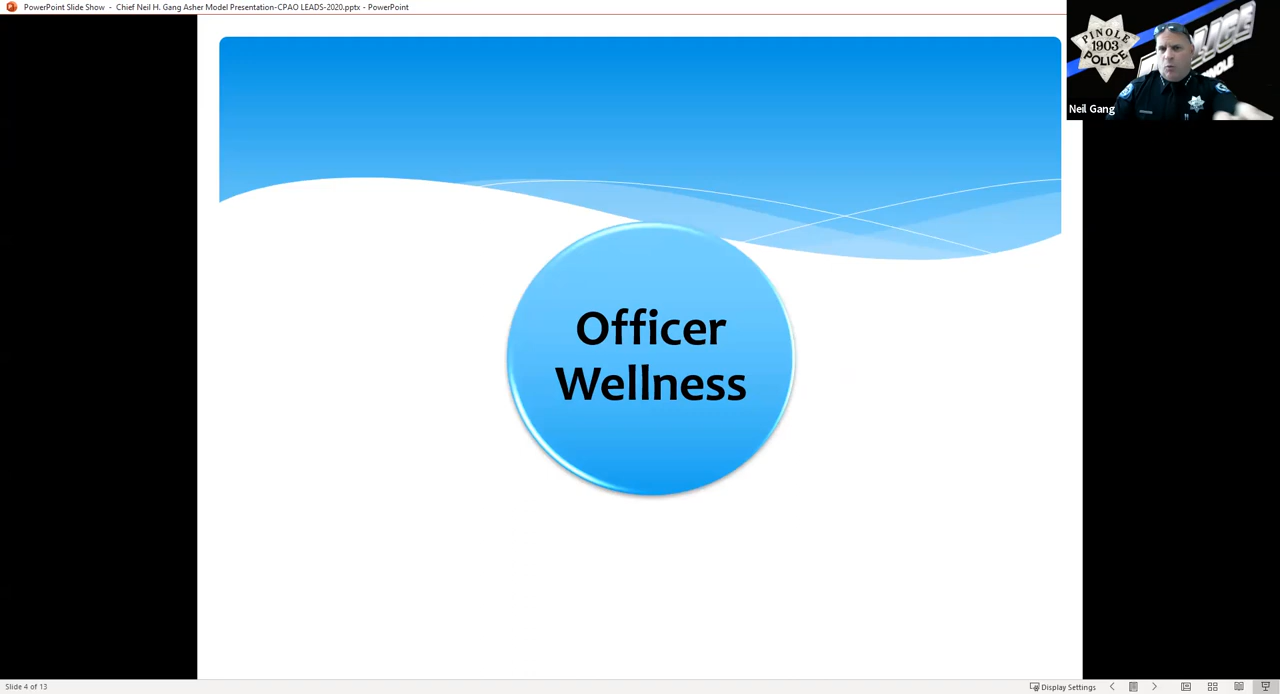 PowerPoint Slide Show - Chief Neil H. Gang Asher Model Presentation-CPAO LEADS-2020.pptx - PowerPoint
PINOLE
1903
POLICE
Neil Gang
Officer
Wellness
Slide 4 of 13
Display Settings